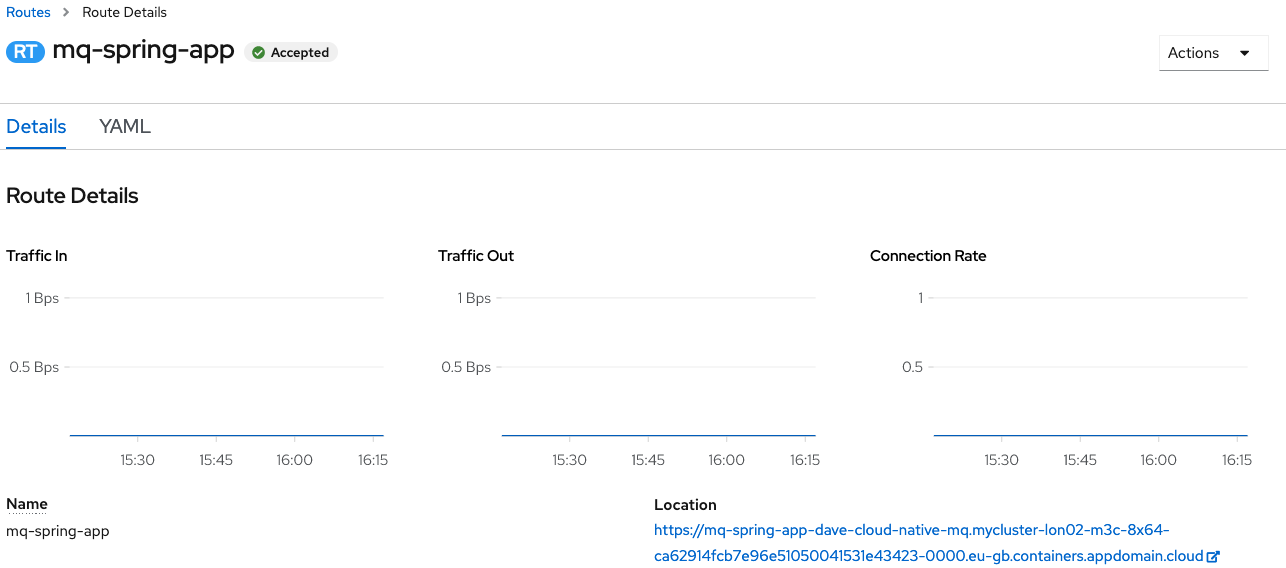 Routes > Route Details
RT mq-spring-app Accepted
Actions
Details YAML
Route Details
Traffic In Traffic Out Connection Rate
1 Bps 1 Bps 1
0.5 Bps 0.5 Bps 0.5
15:30 15:45 16:00 16:15 15:30 15:45 16:00 16:15 15:30 15:45 16:00 16:15
Name Location
mq-spring-app https://mq-spring-app-dave-cloud-native-mq.mycluster-lon02-m3c-8x64-
ca62914fcb7e96e51050041531e43423-0000.eu-gb.containers.appdomain.cloud